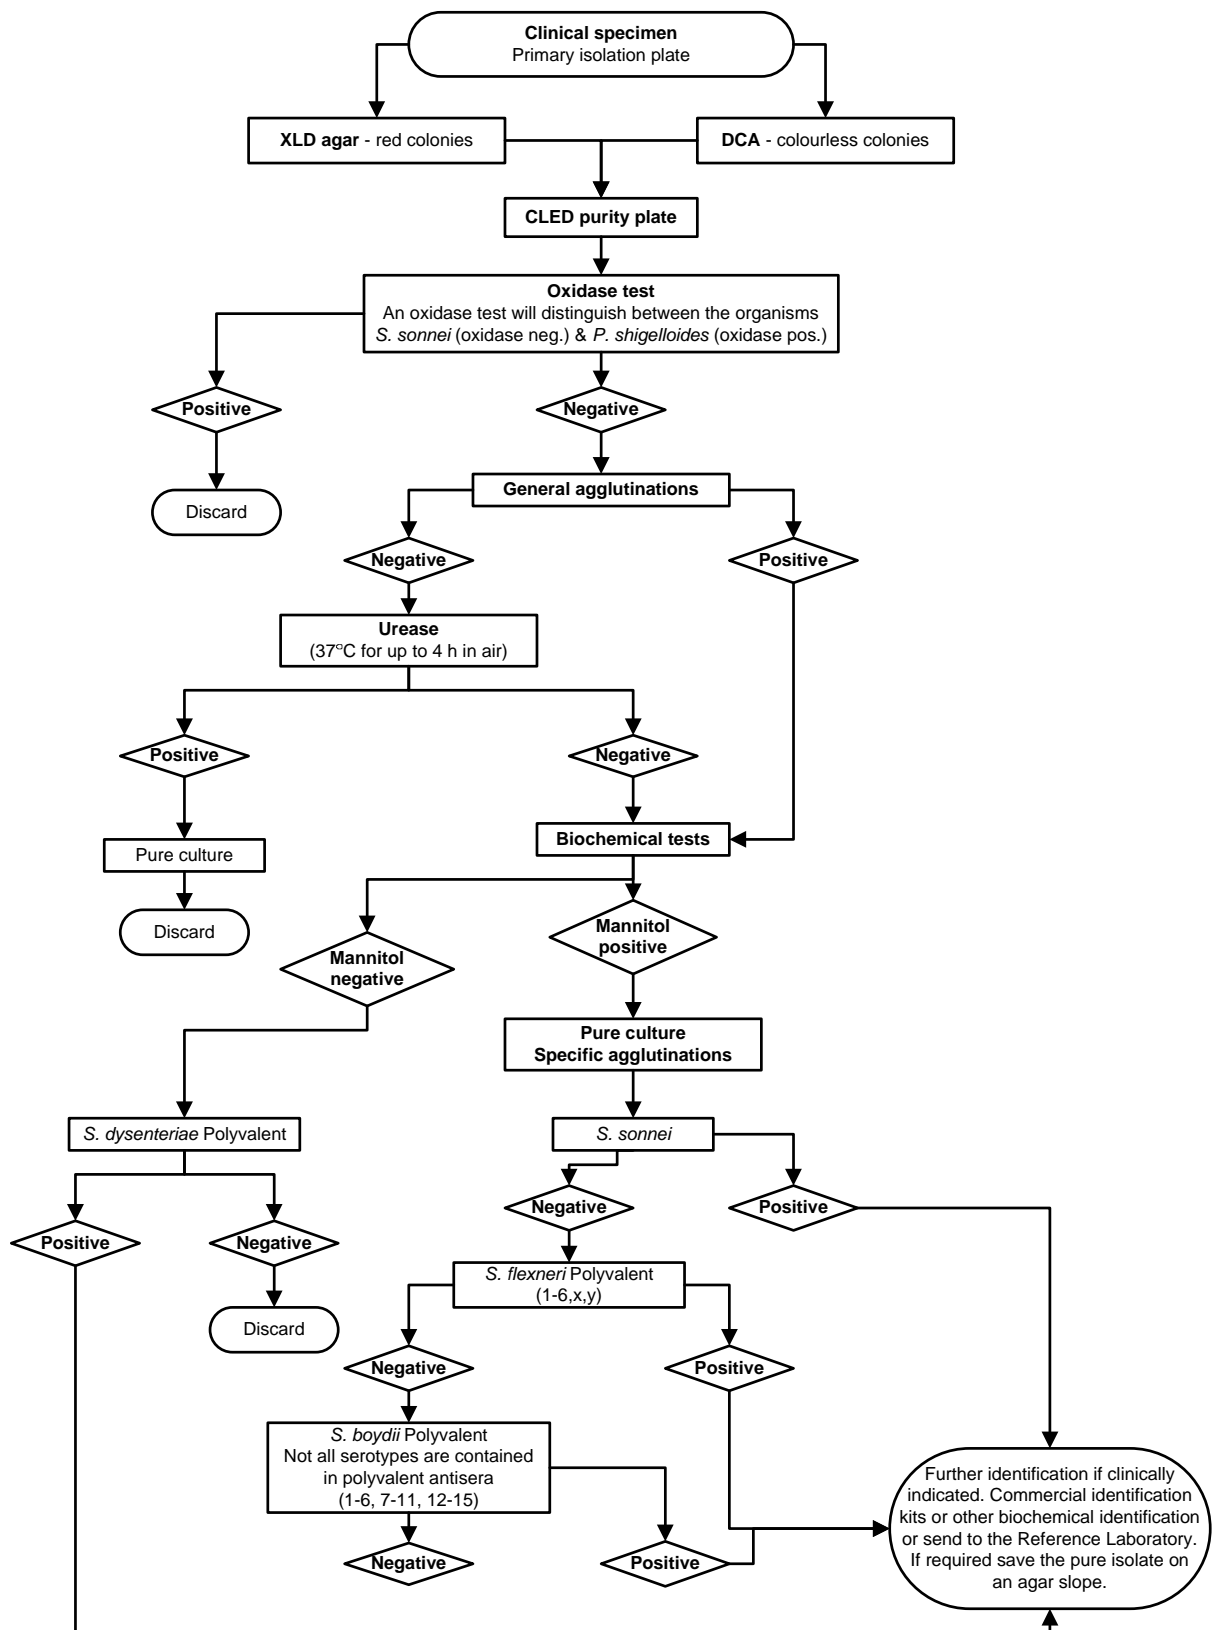 Clinical specimen
Primary isolation plate
XLD agar - red colonies
DCA - colourless colonies
CLED purity plate
Oxidase test
An oxidase test will distinguish between the organisms
S. sonnei (oxidase neg.) & P. shigelloides (oxidase pos.)
Positive
Negative
General agglutinations
Discard
Negative
Positive
Urease
(37°C for up to 4 h in air)
Positive
Negative
Biochemical tests
Pure culture
Discard
Mannitol
positive
Mannitol
negative
Pure culture
Specific agglutinations
S. dysenteriae Polyvalent
S. sonnei
Negative
Positive
Positive
Negative
S. flexneri Polyvalent
(1-6,x,y)
Discard
Negative
Positive
S. boydii Polyvalent
Not all serotypes are contained
in polyvalent antisera
(1-6, 7-11, 12-15)
Further identification if clinically
indicated. Commercial identification
kits or other biochemical identification
or send to the Reference Laboratory.
If required save the pure isolate on
an agar slope.
Negative
Positive